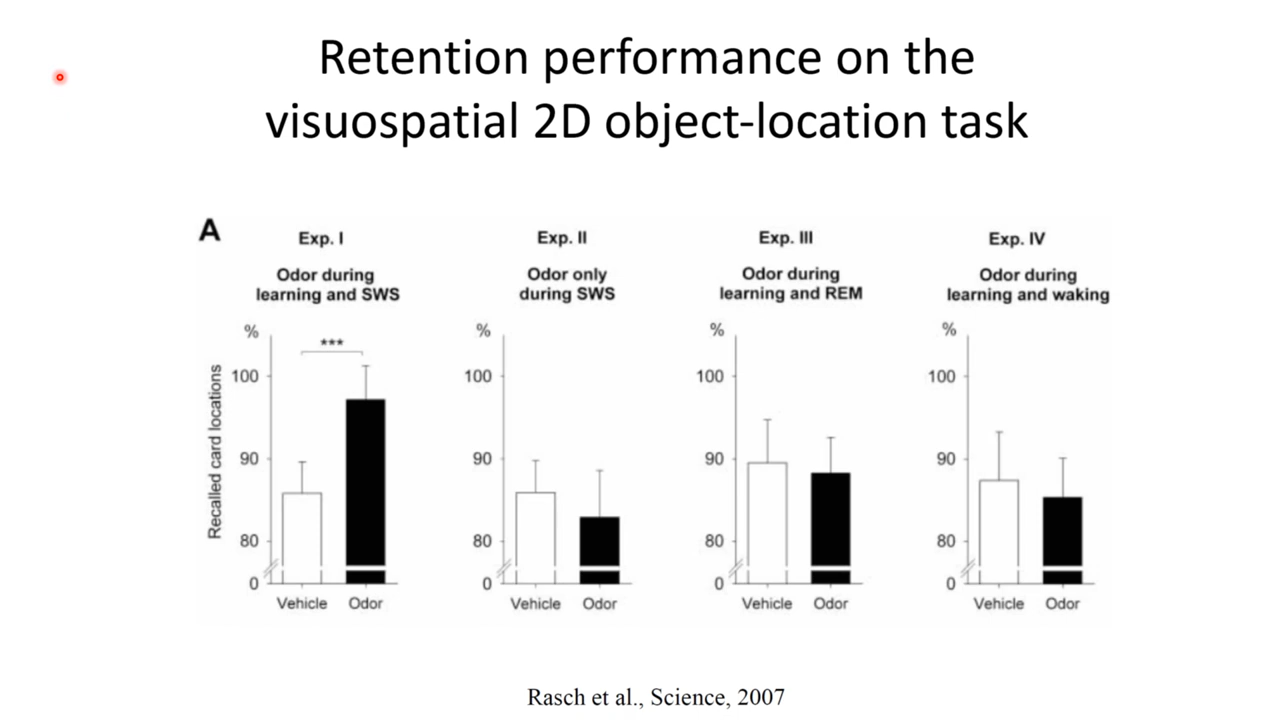 Retention performance on the
visuospatial 2D object-location task
A
Exp. I
Odor during
learning and SWS
%
***
100
90
80
0
Recalled card locations
Vehicle Odor
Exp. II
Odor only
during SWS
%
100
90
80
0
Vehicle Odor
Exp. III
Odor during
learning and REM
%
100
90
80
0
Vehicle Odor
Exp. IV
Odor during
learning and waking
%
100
90
80
0
Vehicle Odor
Rasch et al., Science, 2007